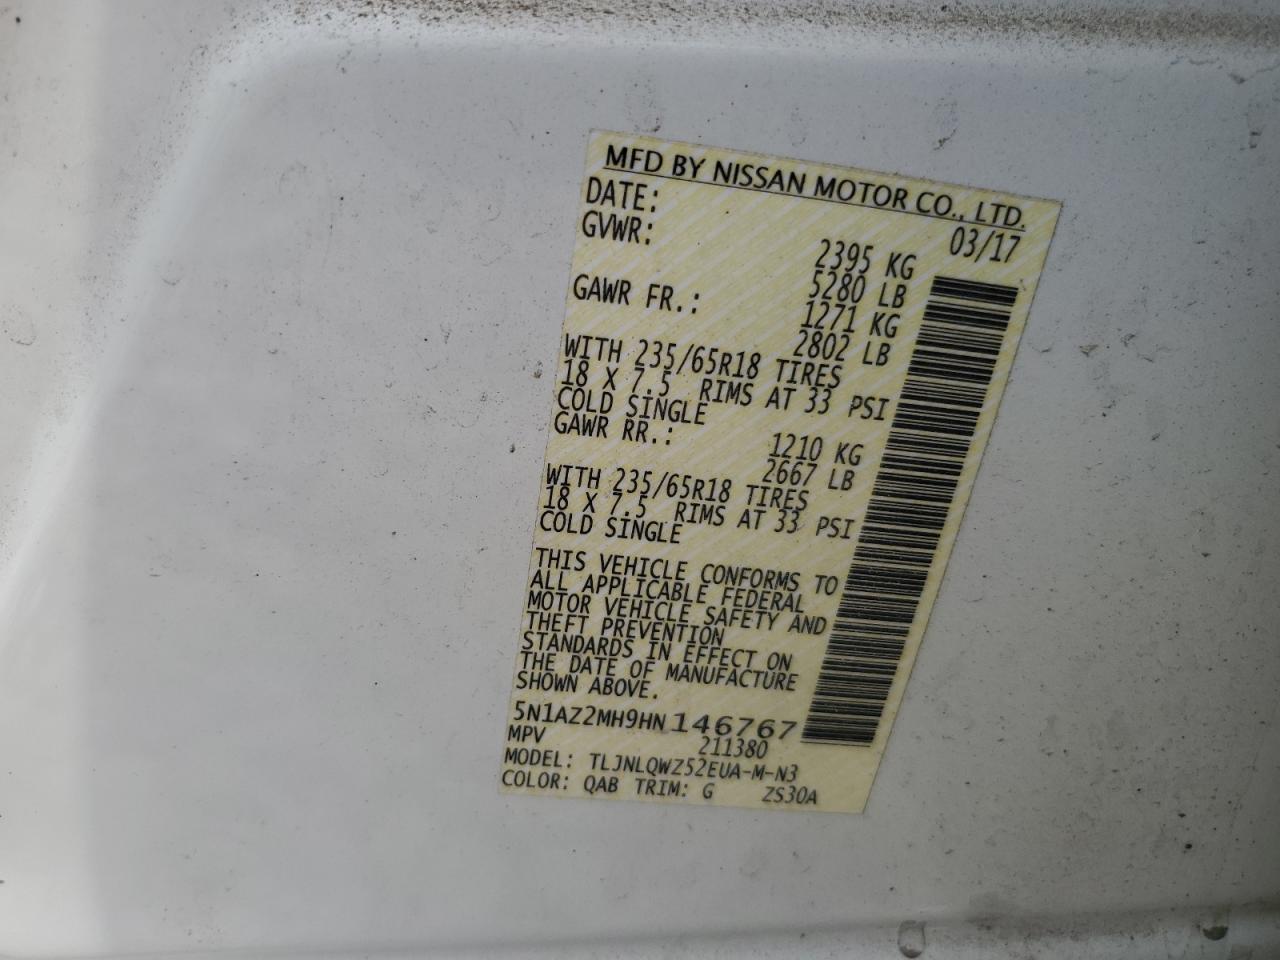 MFD BY NISSAN MOTOR CO., LTD.
DATE: 03/17
GVWR: 2395 KG
5280 LB
GAWR FR.: 1271 KG
2802 LB
WITH 235/65R18 TIRES
18 X 7.5 RIMS AT 33 PSI
COLD SINGLE
GAWR RR.: 1210 KG
2667 LB
WITH 235/65R18 TIRES
18 X 7.5 RIMS AT 33 PSI
COLD SINGLE
THIS VEHICLE CONFORMS TO
ALL APPLICABLE FEDERAL
MOTOR VEHICLE SAFETY AND
THEFT PREVENTION
STANDARDS IN EFFECT ON
THE DATE OF MANUFACTURE
SHOWN ABOVE.
5N1AZ2MH9HN146767
MPV 211380
MODEL: TLJNLQWZ52EUA-M-N3
COLOR: QAB TRIM: G ZS30A